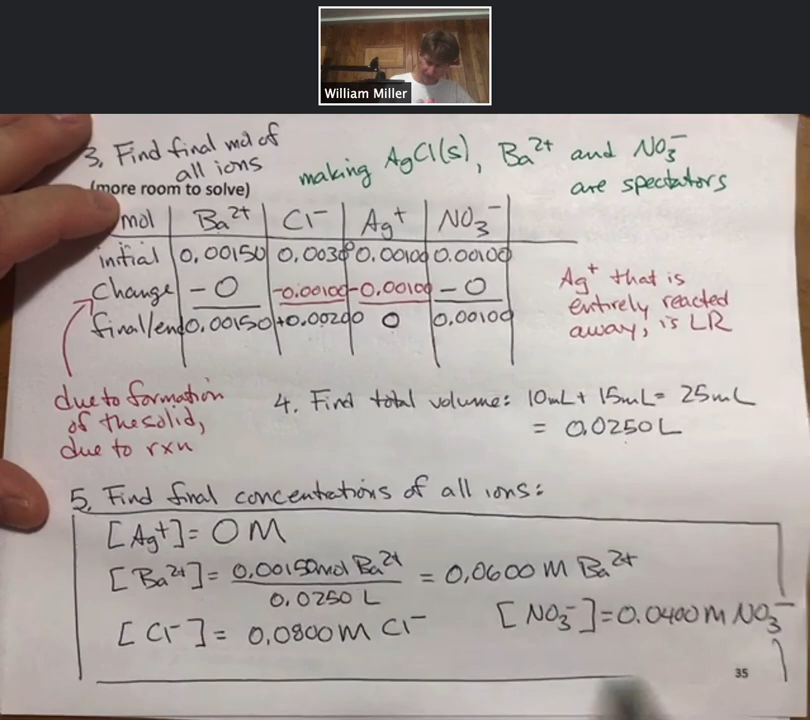 William Miller
3. Find final mol of
all ions
(more room to solve)
making AgCl(s), Ba²⁺ and NO₃⁻
are spectators
mol | Ba²⁺ | Cl⁻ | Ag⁺ | NO₃⁻
initial | 0.00150 | 0.0030 | 0.00100 | 0.00100
Change | - 0 | -0.00100 | -0.00100 | - 0
final/end | 0.00150 | +0.00200 | 0 | 0.00100
Ag⁺ that is
entirely reacted
away, is LR
due to formation
of the solid,
due to rxn
4. Find total volume: 10mL + 15mL = 25mL
= 0.0250 L
5. Find final concentrations of all ions:
[Ag⁺] = 0 M
[Ba²⁺] = 0.00150 mol Ba²⁺ / 0.0250 L = 0.0600 M Ba²⁺
[Cl⁻] = 0.0800 M Cl⁻
[NO₃⁻] = 0.0400 M NO₃⁻
35